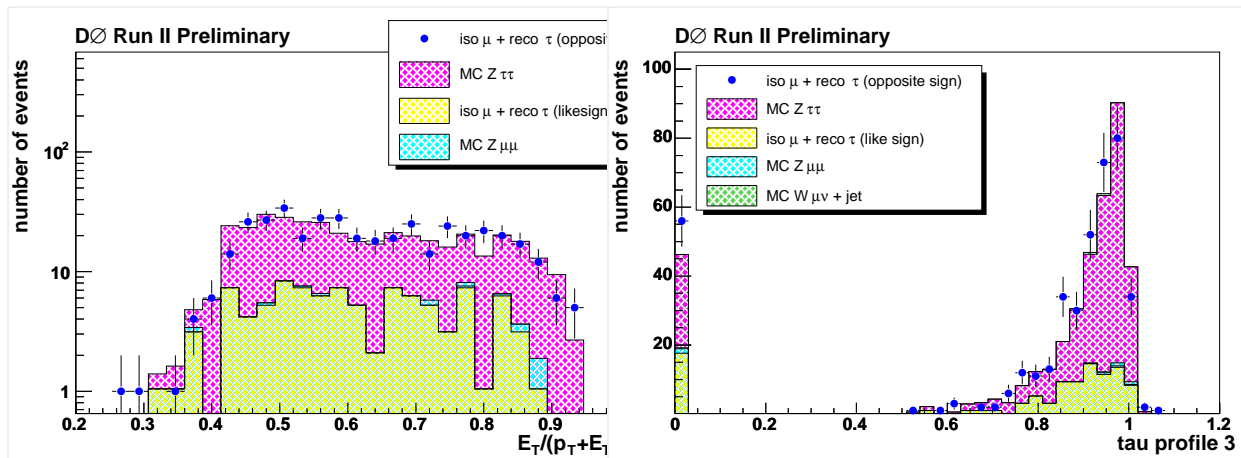 DØ Run II Preliminary
number of events
iso μ + reco τ (opposit
MC Z ττ
iso μ + reco τ (likesign
MC Z μμ
10²
10
1
0.2 0.3 0.4 0.5 0.6 0.7 0.8 0.9
E_T/(p_T+E_T
DØ Run II Preliminary
number of events
iso μ + reco τ (opposite sign)
MC Z ττ
iso μ + reco τ (like sign)
MC Z μμ
MC W μν + jet
100
80
60
40
20
0 0.2 0.4 0.6 0.8 1 1.2
tau profile 3